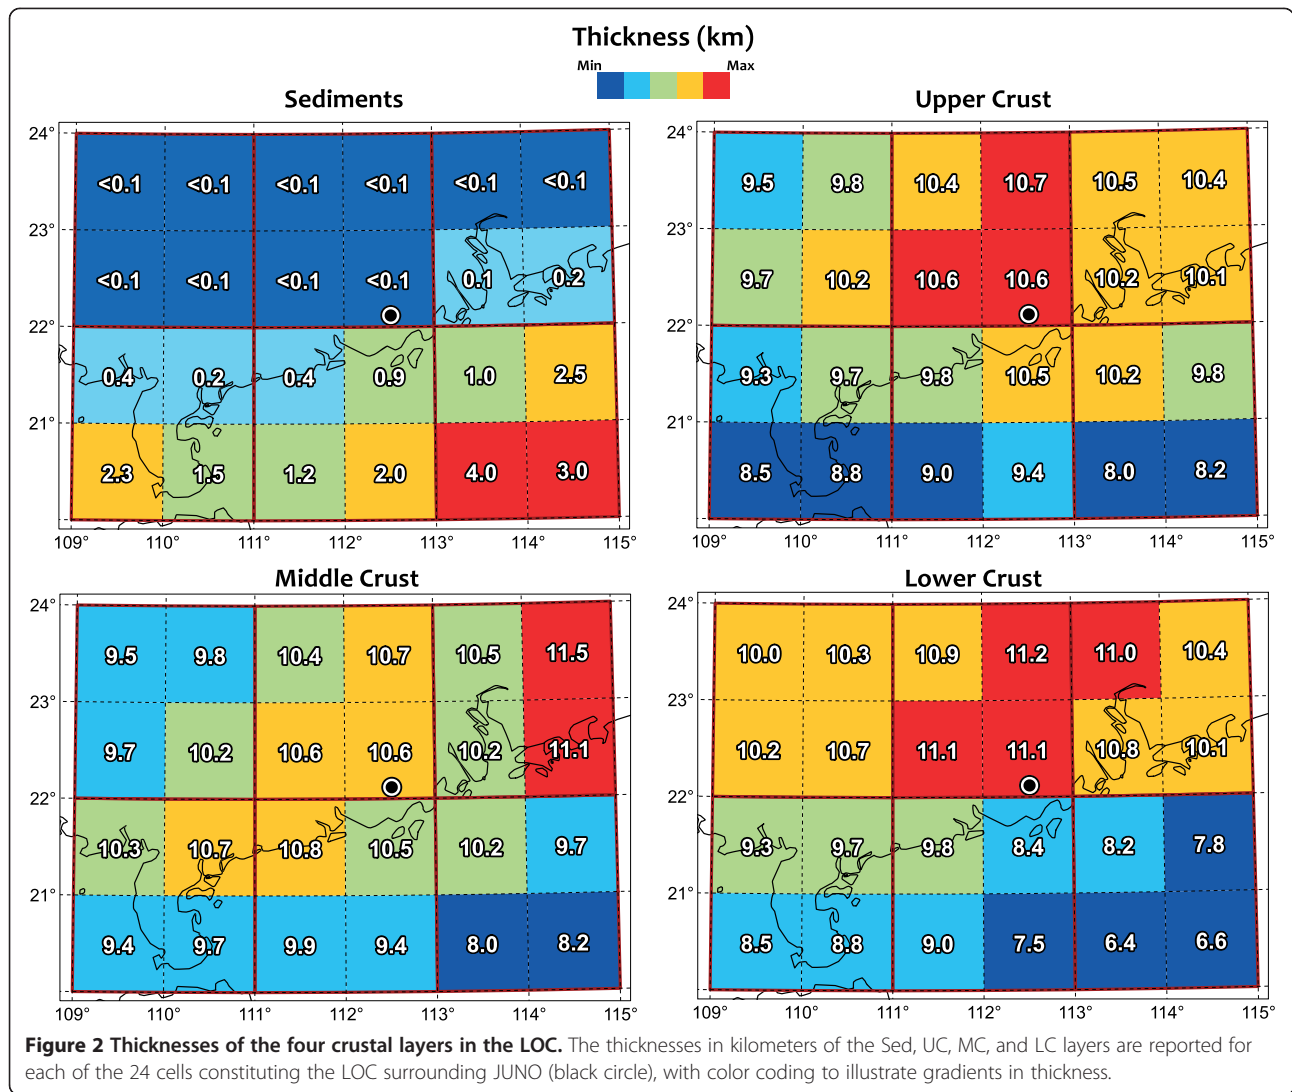 Thickness (km)
Min Max
Sediments
24°
<0.1 <0.1 <0.1 <0.1 <0.1 <0.1
23°
<0.1 <0.1 <0.1 <0.1 0.1 0.2
22°
0.4 0.2 0.4 0.9 1.0 2.5
21°
2.3 1.5 1.2 2.0 4.0 3.0
109° 110° 111° 112° 113° 114° 115°
Upper Crust
24°
9.5 9.8 10.4 10.7 10.5 10.4
23°
9.7 10.2 10.6 10.6 10.2 10.1
22°
9.3 9.7 9.8 10.5 10.2 9.8
21°
8.5 8.8 9.0 9.4 8.0 8.2
109° 110° 111° 112° 113° 114° 115°
Middle Crust
24°
9.5 9.8 10.4 10.7 10.5 11.5
23°
9.7 10.2 10.6 10.6 10.2 11.1
22°
10.3 10.7 10.8 10.5 10.2 9.7
21°
9.4 9.7 9.9 9.4 8.0 8.2
109° 110° 111° 112° 113° 114° 115°
Lower Crust
24°
10.0 10.3 10.9 11.2 11.0 10.4
23°
10.2 10.7 11.1 11.1 10.8 10.1
22°
9.3 9.7 9.8 8.4 8.2 7.8
21°
8.5 8.8 9.0 7.5 6.4 6.6
109° 110° 111° 112° 113° 114° 115°
Figure 2 Thicknesses of the four crustal layers in the LOC. The thicknesses in kilometers of the Sed, UC, MC, and LC layers are reported for
each of the 24 cells constituting the LOC surrounding JUNO (black circle), with color coding to illustrate gradients in thickness.